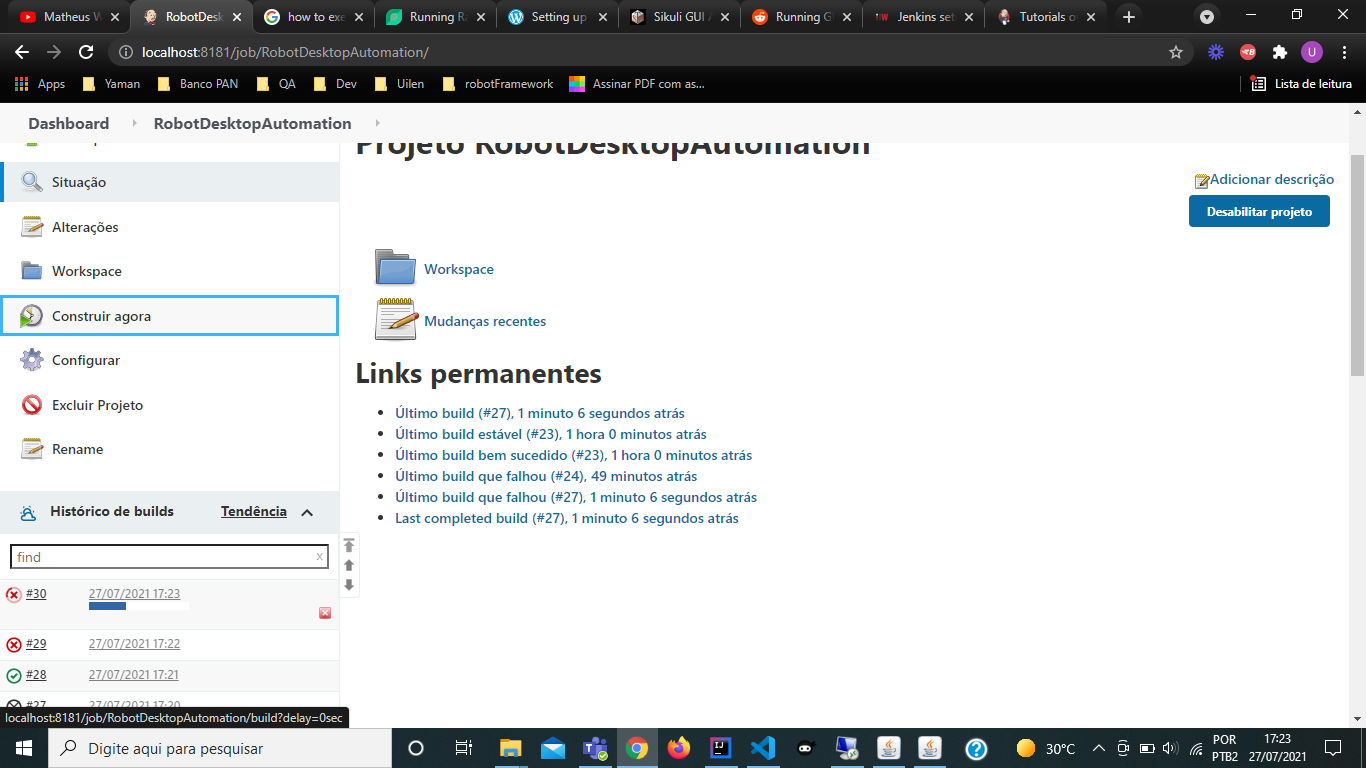 Matheus W
RobotDesk
how to exe
Running Ra
Setting up
Sikuli GUI A
Running G
Jenkins set
Tutorials o
localhost:8181/job/RobotDesktopAutomation/
U
Apps
Yaman
Banco PAN
QA
Dev
Uilen
robotFramework
Assinar PDF com as...
Lista de leitura
Dashboard
RobotDesktopAutomation
Projeto RobotDesktopAutomation
Situação
Adicionar descrição
Desabilitar projeto
Alterações
Workspace
Workspace
Construir agora
Mudanças recentes
Configurar
Excluir Projeto
Rename
Links permanentes
Último build (#27), 1 minuto 6 segundos atrás
Último build estável (#23), 1 hora 0 minutos atrás
Último build bem sucedido (#23), 1 hora 0 minutos atrás
Último build que falhou (#24), 49 minutos atrás
Último build que falhou (#27), 1 minuto 6 segundos atrás
Last completed build (#27), 1 minuto 6 segundos atrás
Histórico de builds
Tendência
find
x
#30
27/07/2021 17:23
#29
27/07/2021 17:22
#28
27/07/2021 17:21
#27
27/07/2021 17:20
localhost:8181/job/RobotDesktopAutomation/build?delay=0sec
Digite aqui para pesquisar
30°C
POR
PTB2
17:23
27/07/2021